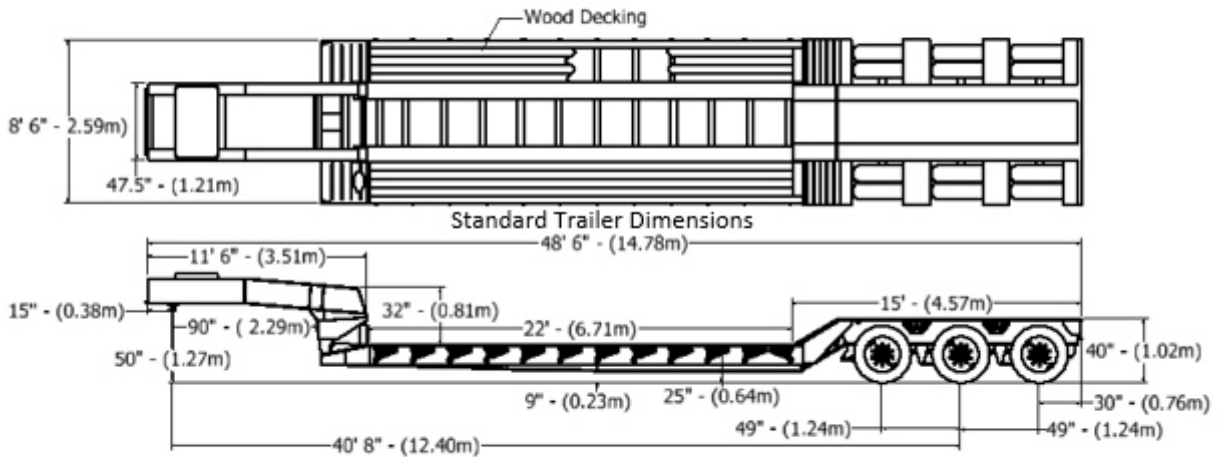 Wood Decking
8' 6" - 2.59m)
47.5" - (1.21m)
Standard Trailer Dimensions
48' 6" - (14.78m)
11' 6" - (3.51m)
15" - (0.38m)
32" - (0.81m)
15' - (4.57m)
90" - ( 2.29m)
22' - (6.71m)
50" - (1.27m)
40" - (1.02m)
9" - (0.23m)
25" - (0.64m)
30" - (0.76m)
49" - (1.24m)
49" - (1.24m)
40' 8" - (12.40m)